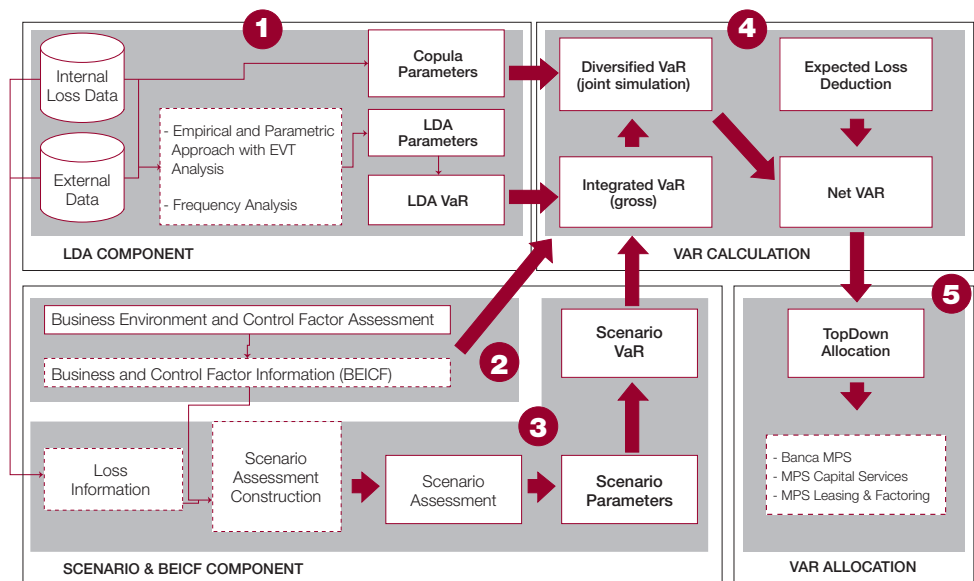 1
Internal
Loss Data
External
Data
- Empirical and Parametric
Approach with EVT
Analysis
- Frequency Analysis
Copula
Parameters
LDA
Parameters
LDA VaR
LDA COMPONENT
4
Diversified VaR
(joint simulation)
Expected Loss
Deduction
Integrated VaR
(gross)
Net VAR
VAR CALCULATION
Business Environment and Control Factor Assessment
Business and Control Factor Information (BEICF)
2
Scenario
VaR
3
Loss
Information
Scenario
Assessment
Construction
Scenario
Assessment
Scenario
Parameters
SCENARIO & BEICF COMPONENT
5
TopDown
Allocation
- Banca MPS
- MPS Capital Services
- MPS Leasing & Factoring
VAR ALLOCATION